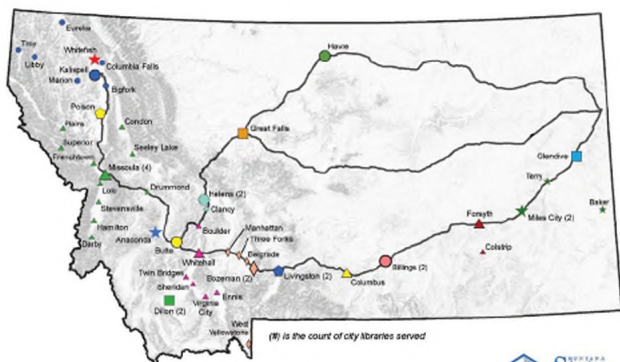 Eureka
Troy
Libby
Whitefish
Columbia Falls
Kalispell
Marion
Bigfork
Polson
Plains
Condon
Superior
Seeley Lake
Frenchtown
Missoula (4)
Lolo
Drummond
Stevensville
Hamilton
Darby
Anaconda
Havre
Great Falls
Helena (2)
Clancy
Boulder
Butte
Whitehall
Manhattan
Three Forks
Belgrade
Bozeman (2)
Livingston (2)
Columbus
Billings (2)
Twin Bridges
Sheridan
Virginia
City
Ennis
Dillon (2)
West
Yellowstone
Glendive
Terry
Miles City (2)
Baker
Forsyth
Colstrip
(#) is the count of city libraries served